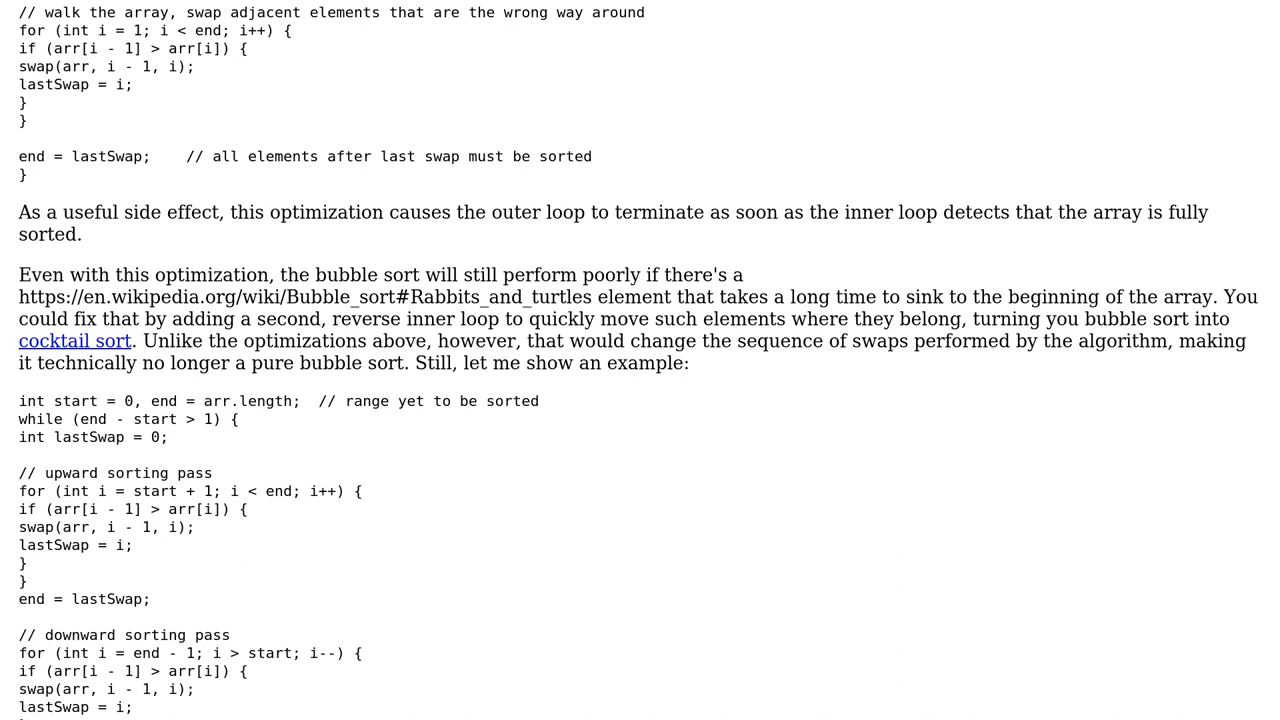 // walk the array, swap adjacent elements that are the wrong way around
for (int i = 1; i < end; i++) {
if (arr[i - 1] > arr[i]) {
swap(arr, i - 1, i);
lastSwap = i;
}
}
end = lastSwap;    // all elements after last swap must be sorted
}
As a useful side effect, this optimization causes the outer loop to terminate as soon as the inner loop detects that the array is fully
sorted.
Even with this optimization, the bubble sort will still perform poorly if there's a
https://en.wikipedia.org/wiki/Bubble_sort#Rabbits_and_turtles element that takes a long time to sink to the beginning of the array. You
could fix that by adding a second, reverse inner loop to quickly move such elements where they belong, turning you bubble sort into
cocktail sort. Unlike the optimizations above, however, that would change the sequence of swaps performed by the algorithm, making
it technically no longer a pure bubble sort. Still, let me show an example:
int start = 0, end = arr.length;  // range yet to be sorted
while (end - start > 1) {
int lastSwap = 0;
// upward sorting pass
for (int i = start + 1; i < end; i++) {
if (arr[i - 1] > arr[i]) {
swap(arr, i - 1, i);
lastSwap = i;
}
}
end = lastSwap;
// downward sorting pass
for (int i = end - 1; i > start; i--) {
if (arr[i - 1] > arr[i]) {
swap(arr, i - 1, i);
lastSwap = i;